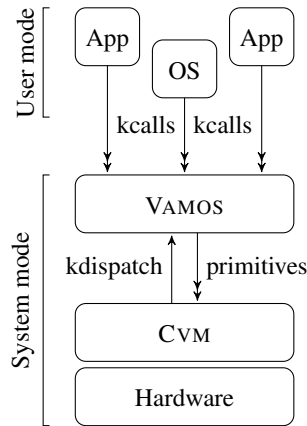 User mode
App
App
OS
kcalls
kcalls
System mode
VAMOS
kdispatch
primitives
CVM
Hardware